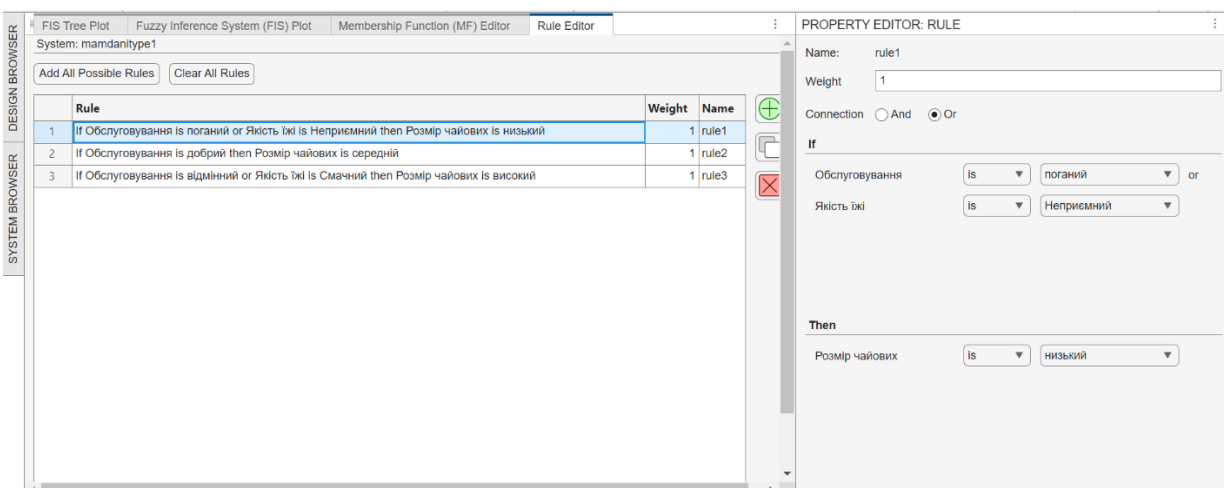 DESIGN BROWSER
SYSTEM BROWSER
FIS Tree Plot Fuzzy Inference System (FIS) Plot Membership Function (MF) Editor Rule Editor
System: mamdanitype1
Add All Possible Rules Clear All Rules
Rule Weight Name
1 If Обслуговування is поганий or Якість їжі is Неприємний then Розмір чайових is низький 1 rule1
2 If Обслуговування is добрий then Розмір чайових is середній 1 rule2
3 If Обслуговування is відмінний or Якість їжі is Смачний then Розмір чайових is високий 1 rule3
PROPERTY EDITOR: RULE
Name: rule1
Weight 1
Connection And Or
If
Обслуговування is поганий or
Якість їжі is Неприємний
Then
Розмір чайових is низький